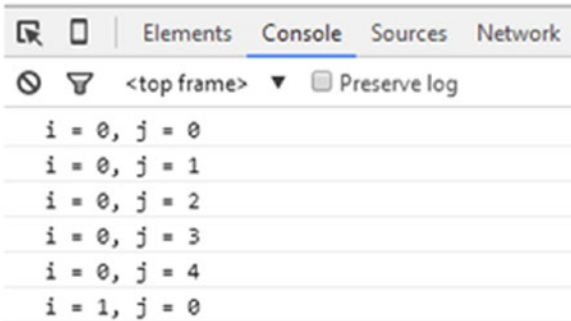 Elements Console Sources Network
<top frame> ▼ Preserve log
i = 0, j = 0
i = 0, j = 1
i = 0, j = 2
i = 0, j = 3
i = 0, j = 4
i = 1, j = 0